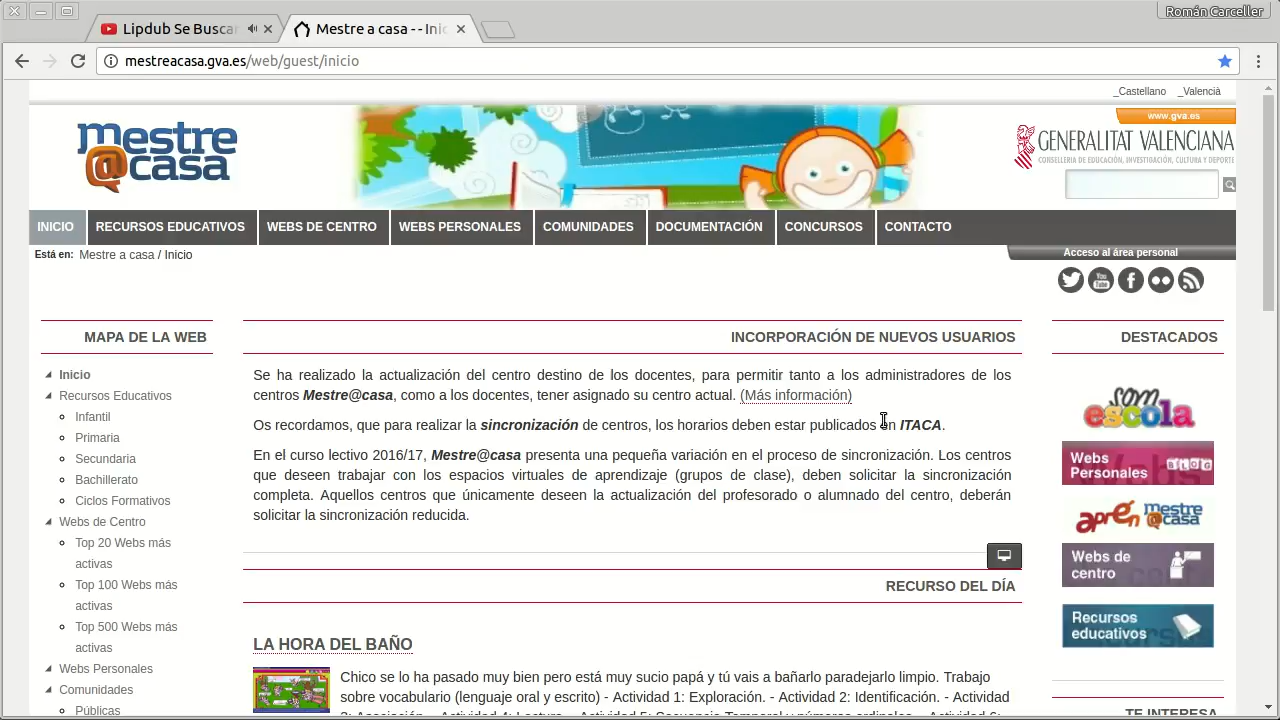 Román Carceller
Lipdub Se Busca
Mestre a casa -- Inic
mestreacasa.gva.es/web/guest/inicio
_Castellano _Valencià
www.gva.es
mestre @casa
GENERALITAT VALENCIANA
CONSELLERIA DE EDUCACIÓN, INVESTIGACIÓN, CULTURA Y DEPORTE
INICIO RECURSOS EDUCATIVOS WEBS DE CENTRO WEBS PERSONALES COMUNIDADES DOCUMENTACIÓN CONCURSOS CONTACTO
Está en: Mestre a casa / Inicio
Acceso al área personal
You Tube
MAPA DE LA WEB
Inicio
Recursos Educativos
Infantil
Primaria
Secundaria
Bachillerato
Ciclos Formativos
Webs de Centro
Top 20 Webs más
activas
Top 100 Webs más
activas
Top 500 Webs más
activas
Webs Personales
Comunidades
Públicas
INCORPORACIÓN DE NUEVOS USUARIOS
Se ha realizado la actualización del centro destino de los docentes, para permitir tanto a los administradores de los
centros Mestre@casa, como a los docentes, tener asignado su centro actual. (Más información)
Os recordamos, que para realizar la sincronización de centros, los horarios deben estar publicados en ITACA.
En el curso lectivo 2016/17, Mestre@casa presenta una pequeña variación en el proceso de sincronización. Los centros
que deseen trabajar con los espacios virtuales de aprendizaje (grupos de clase), deben solicitar la sincronización
completa. Aquellos centros que únicamente deseen la actualización del profesorado o alumnado del centro, deberán
solicitar la sincronización reducida.
RECURSO DEL DÍA
LA HORA DEL BAÑO
Chico se lo ha pasado muy bien pero está muy sucio papá y tú vais a bañarlo paradejarlo limpio. Trabajo
sobre vocabulario (lenguaje oral y escrito) - Actividad 1: Exploración. - Actividad 2: Identificación. - Actividad
DESTACADOS
som escola
Webs
Personales
BLOG
aprén mestre @casa
Webs de
centro
Recursos
educativos
TE INTERESA